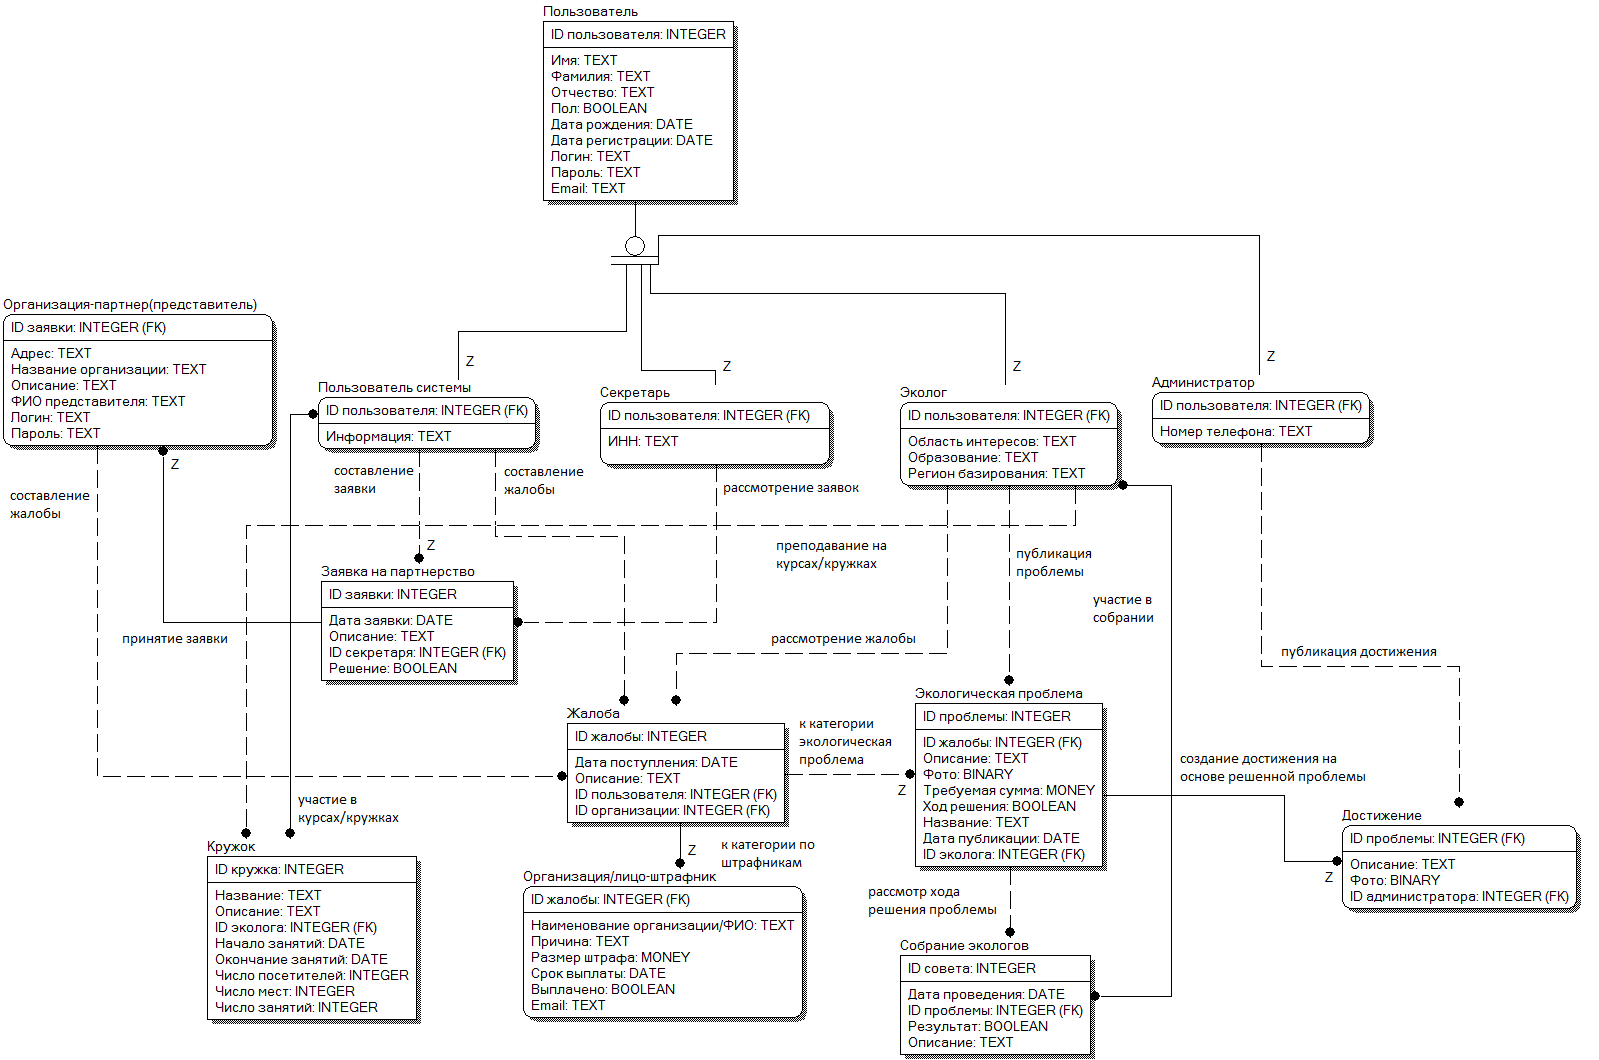 Пользователь
ID пользователя: INTEGER
Имя: TEXT
Фамилия: TEXT
Отчество: TEXT
Пол: BOOLEAN
Дата рождения: DATE
Дата регистрации: DATE
Логин: TEXT
Пароль: TEXT
Email: TEXT
Организация-партнер(представитель)
ID заявки: INTEGER (FK)
Адрес: TEXT
Название организации: TEXT
Описание: TEXT
ФИО представителя: TEXT
Логин: TEXT
Пароль: TEXT
Z
Пользователь системы
ID пользователя: INTEGER (FK)
Информация: TEXT
Z
Секретарь
ID пользователя: INTEGER (FK)
ИНН: TEXT
Z
Эколог
ID пользователя: INTEGER (FK)
Область интересов: TEXT
Образование: TEXT
Регион базирования: TEXT
Z
Администратор
ID пользователя: INTEGER (FK)
Номер телефона: TEXT
Z
составление
жалобы
составление
заявки
составление
жалобы
рассмотрение заявок
Z
преподавание на
курсах/кружках
публикация
проблемы
участие в
собрании
Заявка на партнерство
ID заявки: INTEGER
Дата заявки: DATE
Описание: TEXT
ID секретаря: INTEGER (FK)
Решение: BOOLEAN
принятие заявки
рассмотрение жалобы
публикация достижения
Жалоба
ID жалобы: INTEGER
Дата поступления: DATE
Описание: TEXT
ID пользователя: INTEGER (FK)
ID организации: INTEGER (FK)
к категории
экологическая
проблема
Z
Экологическая проблема
ID проблемы: INTEGER
ID жалобы: INTEGER (FK)
Описание: TEXT
Фото: BINARY
Требуемая сумма: MONEY
Ход решения: BOOLEAN
Название: TEXT
Дата публикации: DATE
ID эколога: INTEGER (FK)
создание достижения на
основе решенной проблемы
Z
Достижение
ID проблемы: INTEGER (FK)
Описание: TEXT
Фото: BINARY
ID администратора: INTEGER (FK)
участие в
курсах/кружках
Кружок
ID кружка: INTEGER
Название: TEXT
Описание: TEXT
ID эколога: INTEGER (FK)
Начало занятий: DATE
Окончание занятий: DATE
Число посетителей: INTEGER
Число мест: INTEGER
Число занятий: INTEGER
Z
к категории по
штрафникам
Организация/лицо-штрафник
ID жалобы: INTEGER (FK)
Наименование организации/ФИО: TEXT
Причина: TEXT
Размер штрафа: MONEY
Срок выплаты: DATE
Выплачено: BOOLEAN
Email: TEXT
рассмотр хода
решения проблемы
Собрание экологов
ID совета: INTEGER
Дата проведения: DATE
ID проблемы: INTEGER (FK)
Результат: BOOLEAN
Описание: TEXT